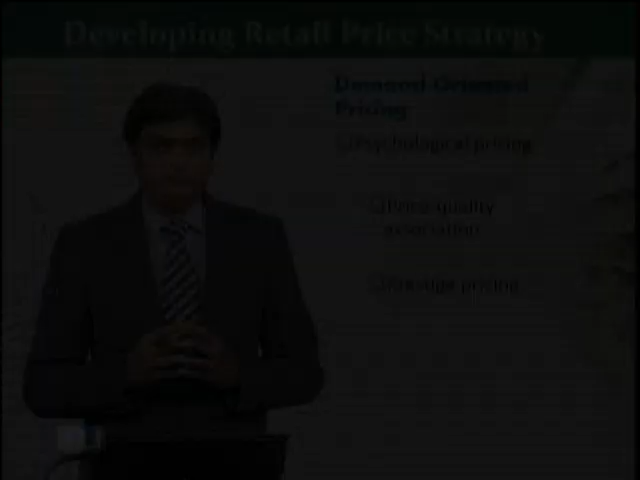 Developing Retail Price Strategy
Demand-Oriented
Pricing
Psychological pricing
Price-quality
association
Prestige pricing